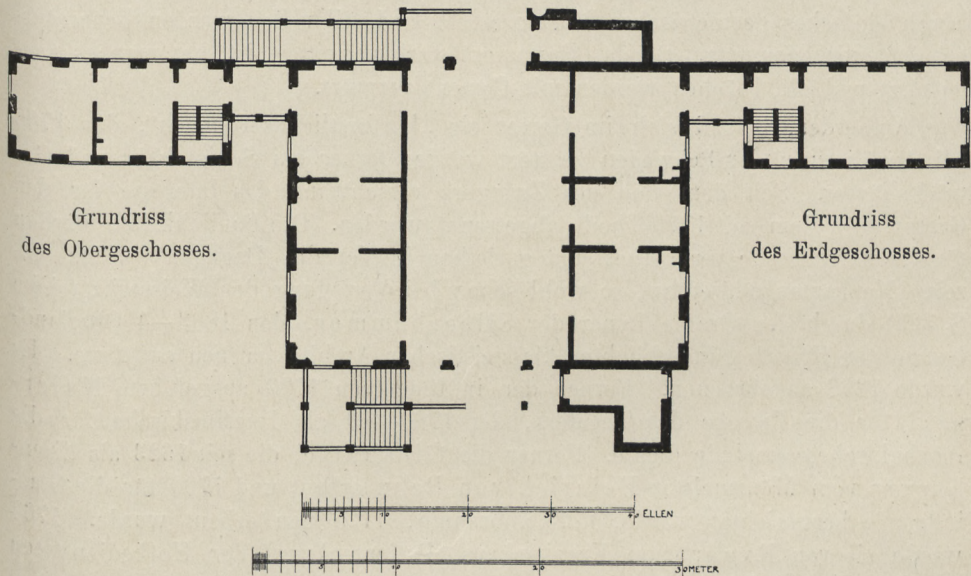 Grundriss
des Obergeschosses.
Grundriss
des Erdgeschosses.
5 10 20 30 40 ELLEN
5 10 20 30 METER